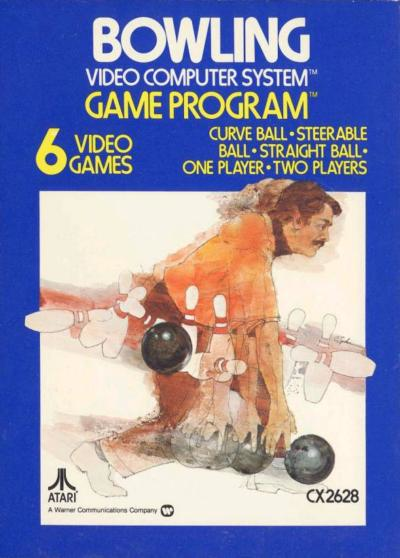 BOWLING
VIDEO COMPUTER SYSTEM™
GAME PROGRAM™
6 VIDEO GAMES
CURVE BALL • STEERABLE
BALL • STRAIGHT BALL •
ONE PLAYER • TWO PLAYERS
ATARI
A Warner Communications Company
CX2628